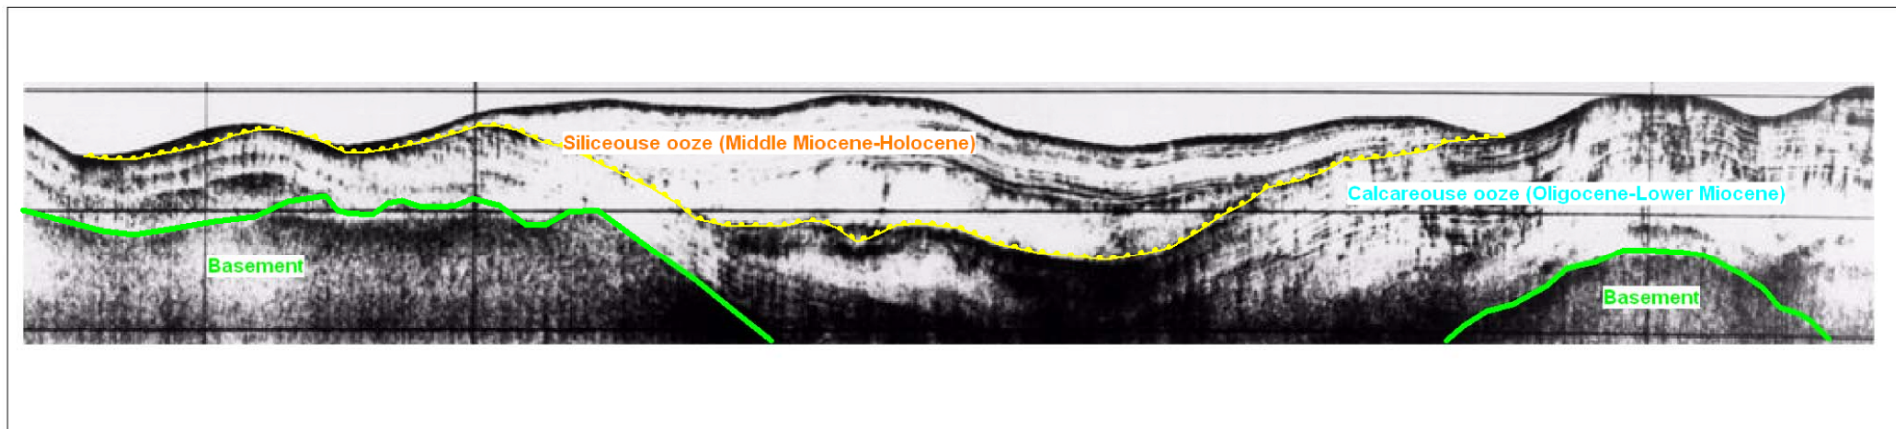 Siliceouse ooze (Middle Miocene-Holocene)
Calcareouse ooze (Oligocene-Lower Miocene)
Basement
Basement